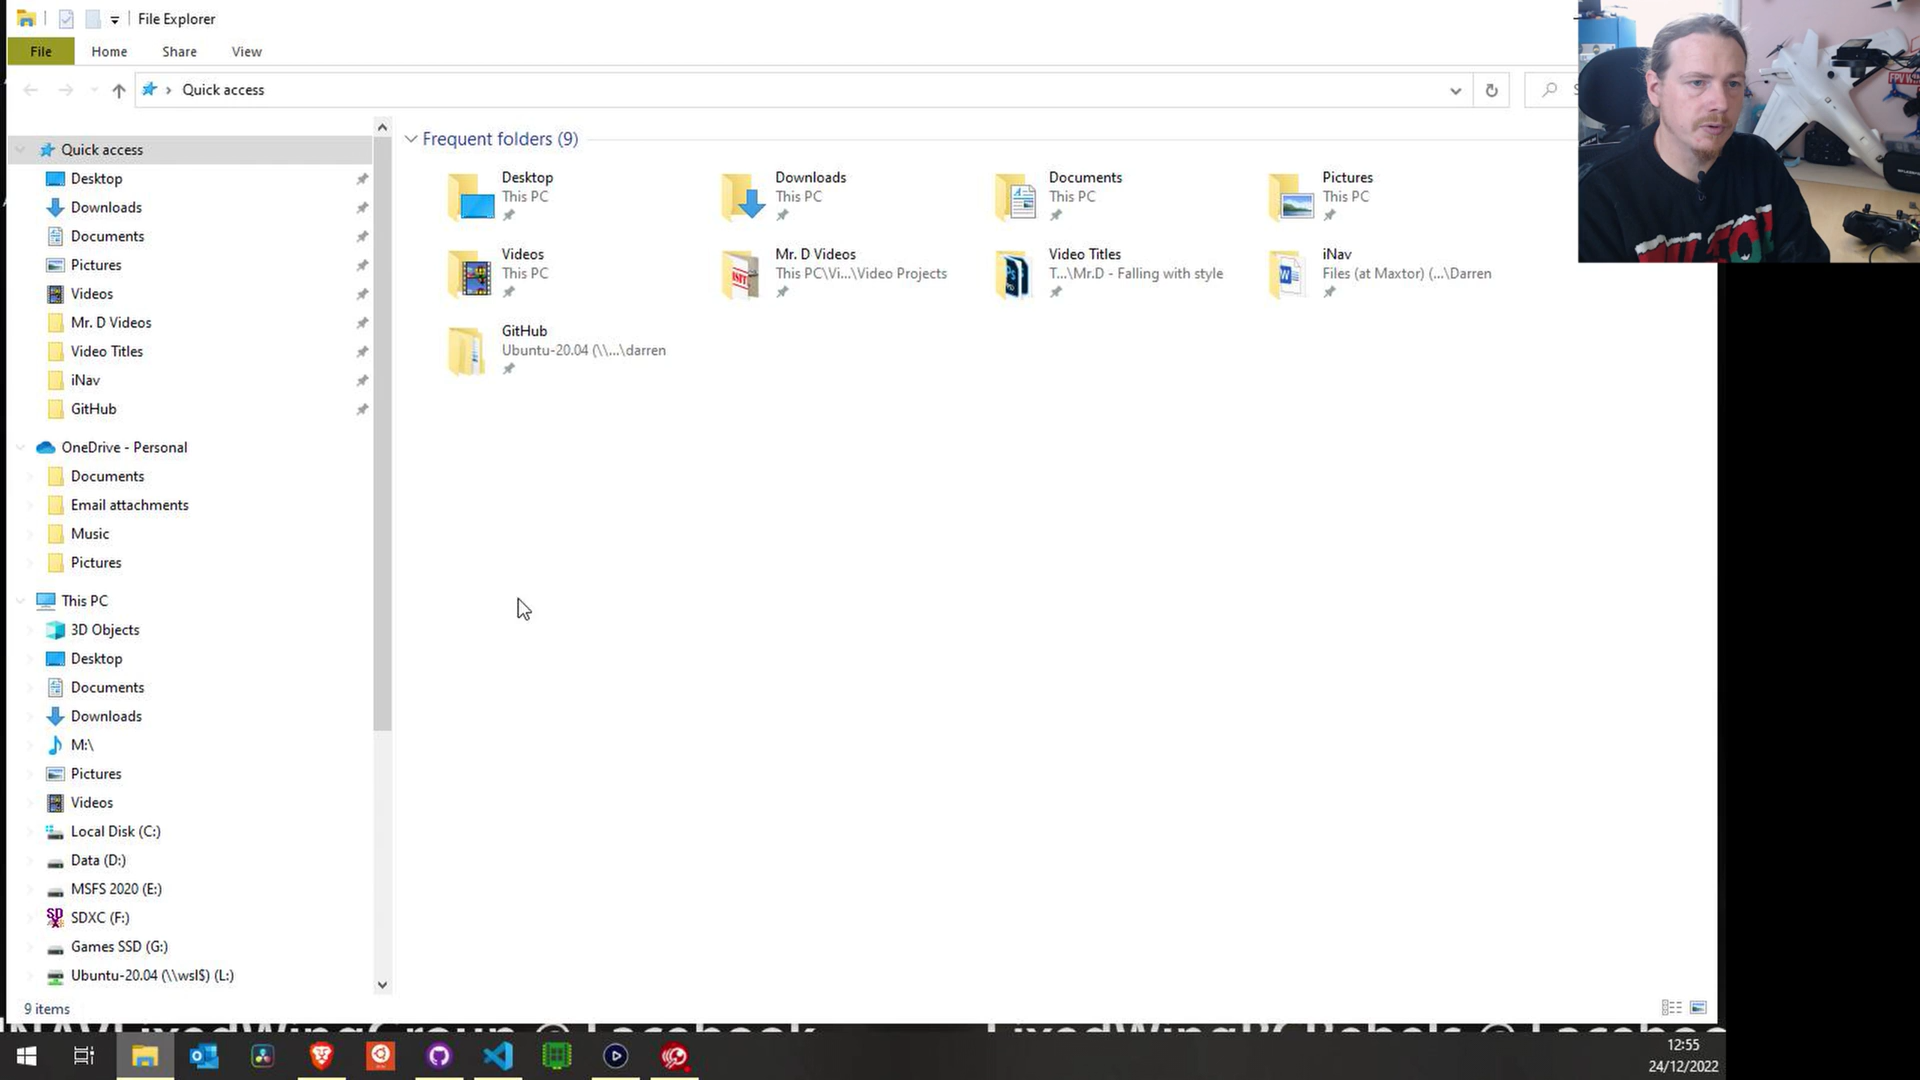 File Explorer
File Home Share View
Quick access
Frequent folders (9)
Quick access
Desktop
Downloads
Documents
Pictures
Videos
Mr. D Videos
Video Titles
iNav
GitHub
OneDrive - Personal
Documents
Email attachments
Music
Pictures
This PC
3D Objects
Desktop
Documents
Downloads
M:\
Pictures
Videos
Local Disk (C:)
Data (D:)
MSFS 2020 (E:)
SDXC (F:)
Games SSD (G:)
Ubuntu-20.04 (\\wsl$) (L:)
Desktop
This PC
Downloads
This PC
Documents
This PC
Pictures
This PC
Videos
This PC
Mr. D Videos
This PC\Vi...\Video Projects
Video Titles
T...\Mr.D - Falling with style
iNav
Files (at Maxtor) (...\Darren
GitHub
Ubuntu-20.04 (\\...\darren
9 items
12:55
24/12/2022